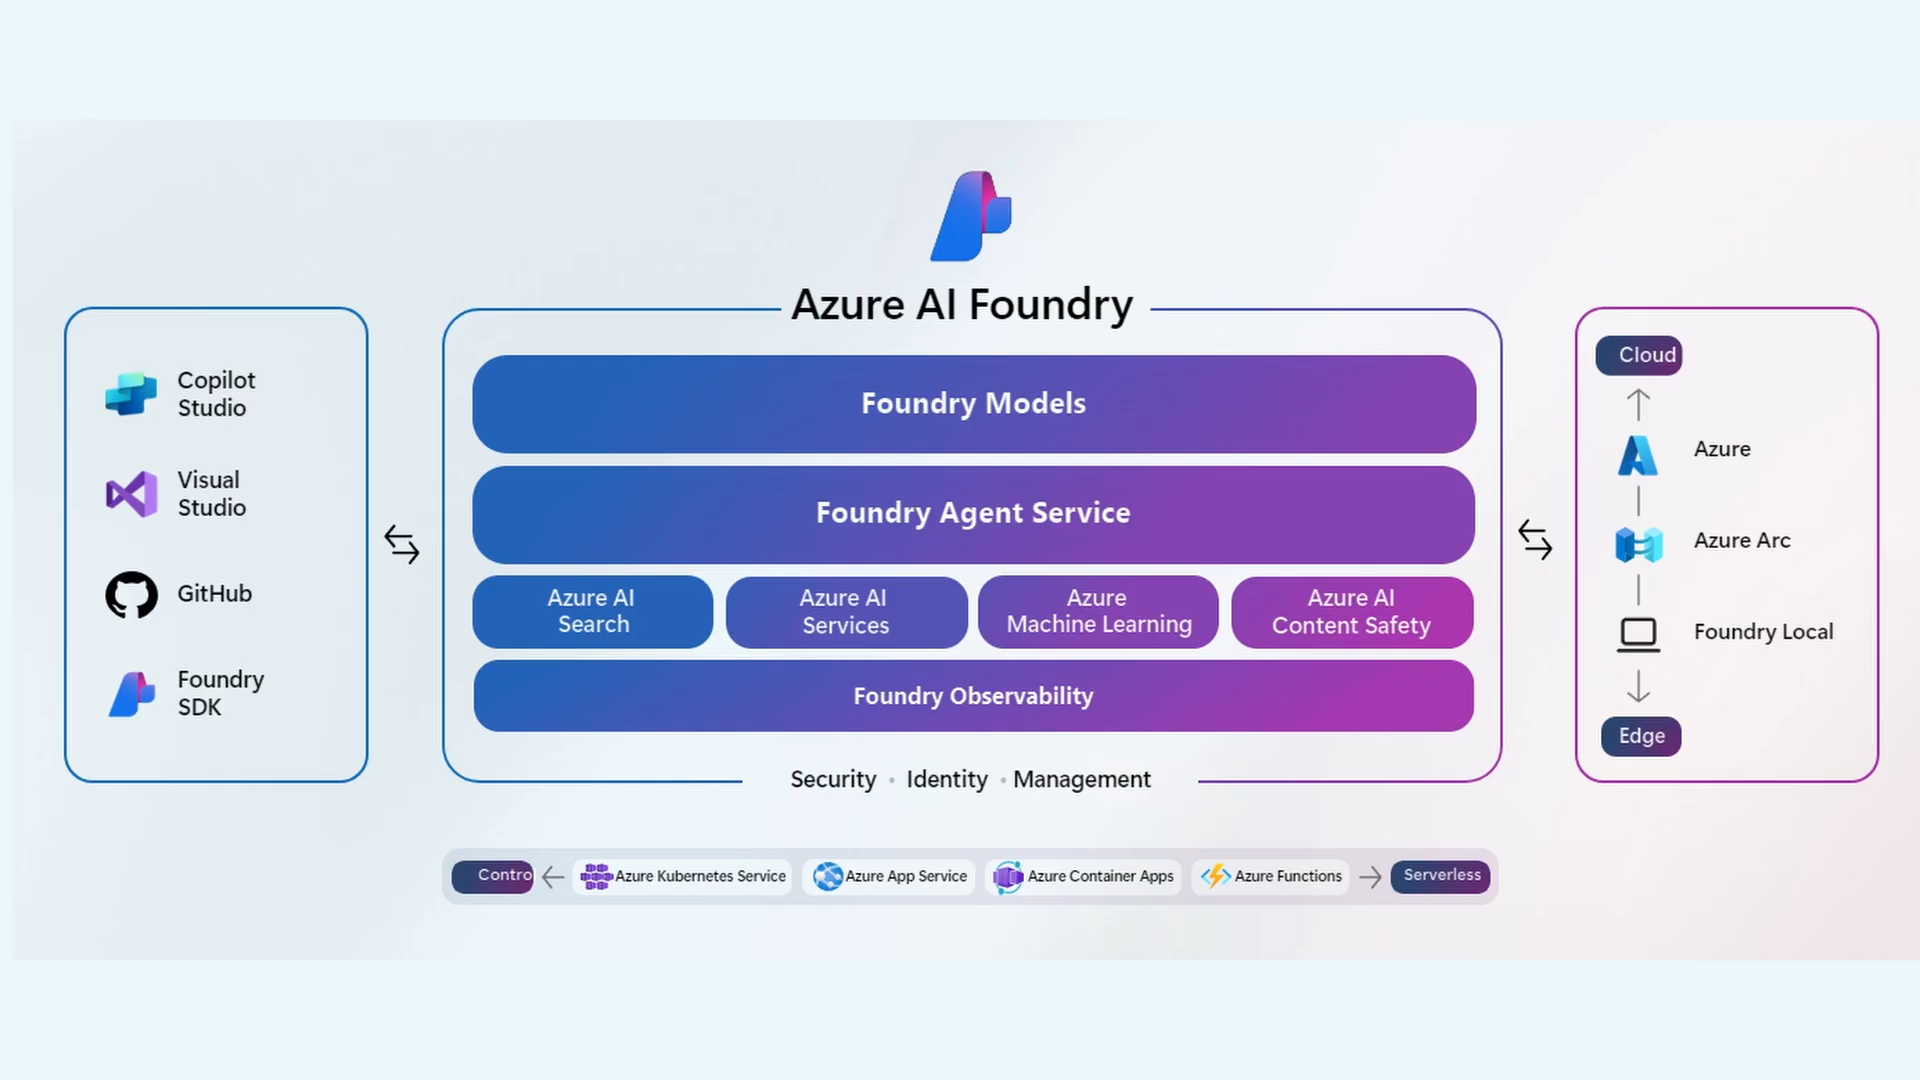 Azure AI Foundry
Copilot
Studio
Visual
Studio
GitHub
Foundry
SDK
Foundry Models
Foundry Agent Service
Azure AI
Search
Azure AI
Services
Azure
Machine Learning
Azure AI
Content Safety
Foundry Observability
Security • Identity • Management
Cloud
Azure
Azure Arc
Foundry Local
Edge
Contro
Azure Kubernetes Service
Azure App Service
Azure Container Apps
Azure Functions
Serverless